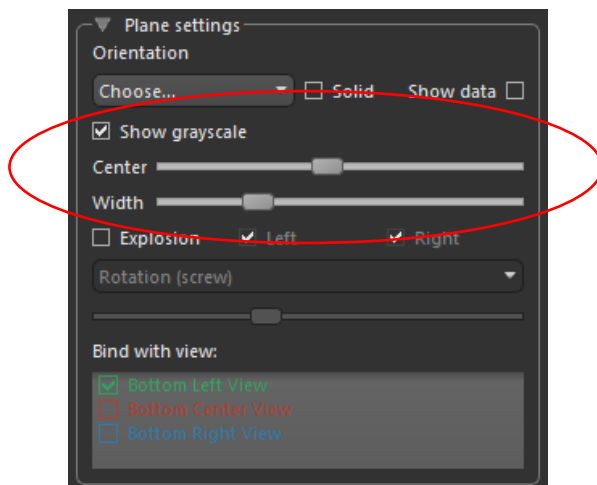 Plane settings
Orientation
Choose... Solid Show data
Show grayscale
Center
Width
Explosion Left Right
Rotation (screw)
Bind with view:
Bottom Left View
Bottom Center View
Bottom Right View